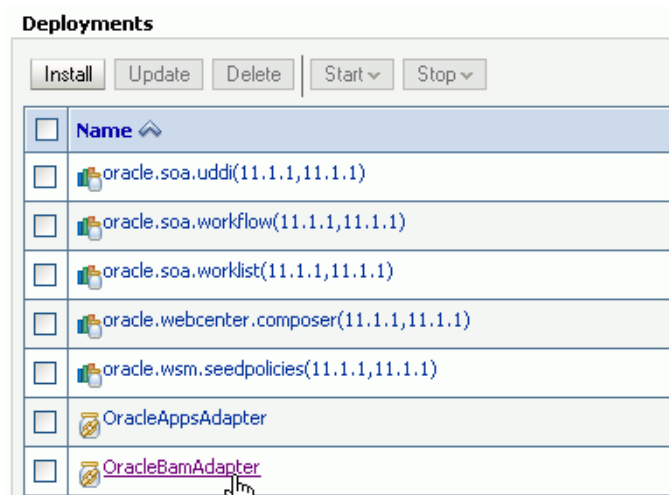 Deployments
Install Update Delete Start Stop
Name
oracle.soa.uddi(11.1.1,11.1.1)
oracle.soa.workflow(11.1.1,11.1.1)
oracle.soa.worklist(11.1.1,11.1.1)
oracle.webcenter.composer(11.1.1,11.1.1)
oracle.wsm.seedpolicies(11.1.1,11.1.1)
OracleAppsAdapter
OracleBamAdapter